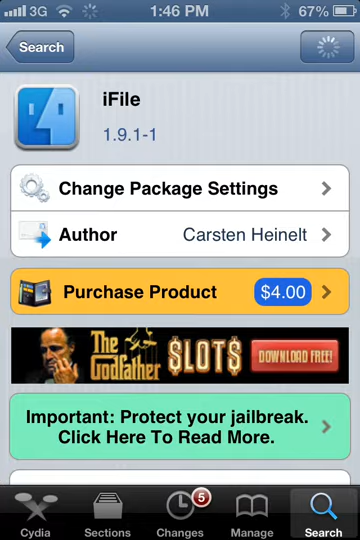 3G 1:46 PM 67%
Search
iFile
1.9.1-1
Change Package Settings
Author Carsten Heinelt
Purchase Product $4.00
The Godfather $LOT$ DOWNLOAD FREE!
Important: Protect your jailbreak.
Click Here To Read More.
5
Cydia Sections Changes Manage Search